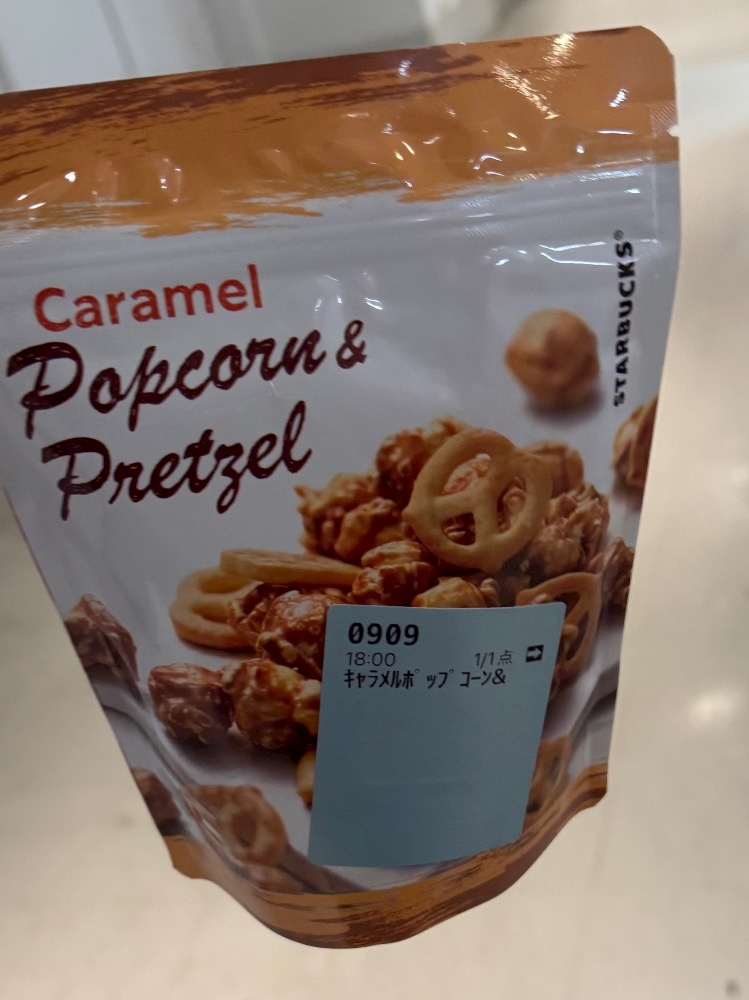 Caramel
Popcorn &
Pretzel
STARBUCKS®
0909
18:00 1/1点 ➡
ｷｬﾗﾒﾙﾎﾟｯﾌﾟｺｰﾝ&